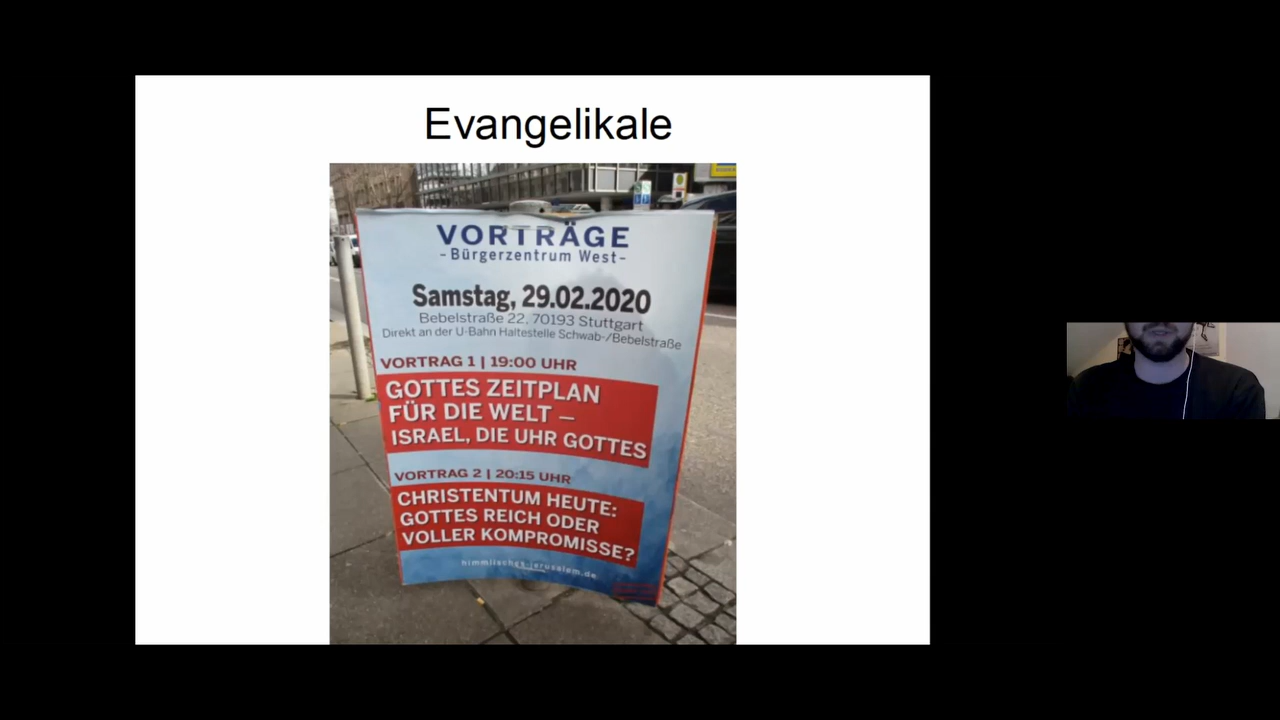 Evangelikale
VORTRÄGE
-Bürgerzentrum West-
Samstag, 29.02.2020
Bebelstraße 22, 70193 Stuttgart
Direkt an der U-Bahn Haltestelle Schwab-/Bebelstraße
VORTRAG 1 | 19:00 UHR
GOTTES ZEITPLAN
FÜR DIE WELT –
ISRAEL, DIE UHR GOTTES
VORTRAG 2 | 20:15 UHR
CHRISTENTUM HEUTE:
GOTTES REICH ODER
VOLLER KOMPROMISSE?
himmlisches-jerusalem.de